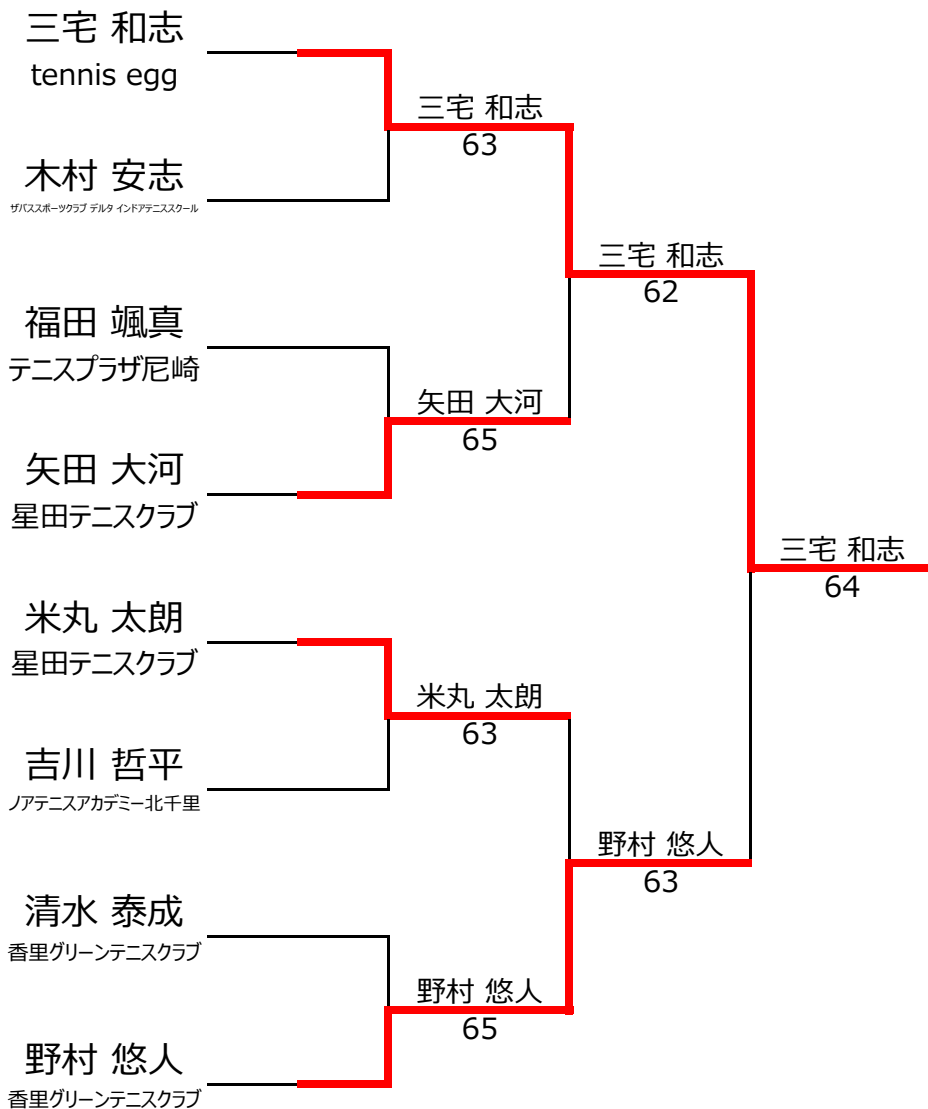 三宅 和志
tennis egg
木村 安志
ザバススポーツクラブ デルタ インドアテニススクール
福田 颯真
テニスプラザ尼崎
矢田 大河
星田テニスクラブ
米丸 太朗
星田テニスクラブ
吉川 哲平
ノアテニスアカデミー北千里
清水 泰成
香里グリーンテニスクラブ
野村 悠人
香里グリーンテニスクラブ
三宅 和志
63
矢田 大河
65
米丸 太朗
63
野村 悠人
65
三宅 和志
62
野村 悠人
63
三宅 和志
64